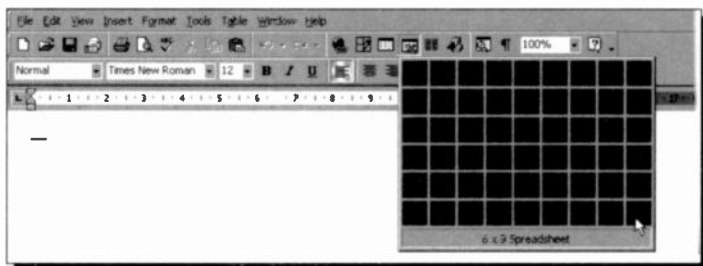 File Edit View Insert Format Tools Table Window Help
100%
Normal Times New Roman 12 B I U
1 2 3 4 5 6 7 8 9 17
6 x 9 Spreadsheet